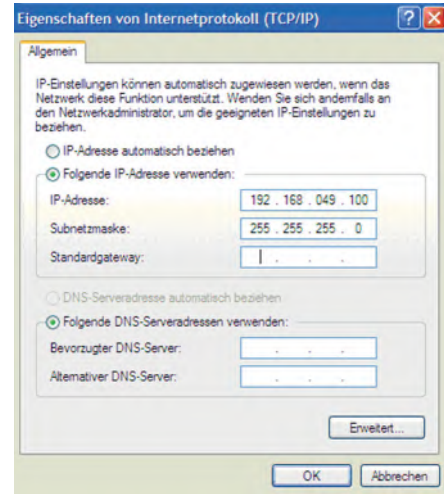 Eigenschaften von Internetprotokoll (TCP/IP)
Allgemein
IP-Einstellungen können automatisch zugewiesen werden, wenn das
Netzwerk diese Funktion unterstützt. Wenden Sie sich andernfalls an
den Netzwerkadministrator, um die geeigneten IP-Einstellungen zu
beziehen.
IP-Adresse automatisch beziehen
Folgende IP-Adresse verwenden:
IP-Adresse: 192 . 168 . 049 . 100
Subnetzmaske: 255 . 255 . 255 . 0
Standardgateway: . . .
DNS-Serveradresse automatisch beziehen
Folgende DNS-Serveradressen verwenden:
Bevorzugter DNS-Server: . . .
Alternativer DNS-Server: . . .
Erweitert...
OK Abbrechen